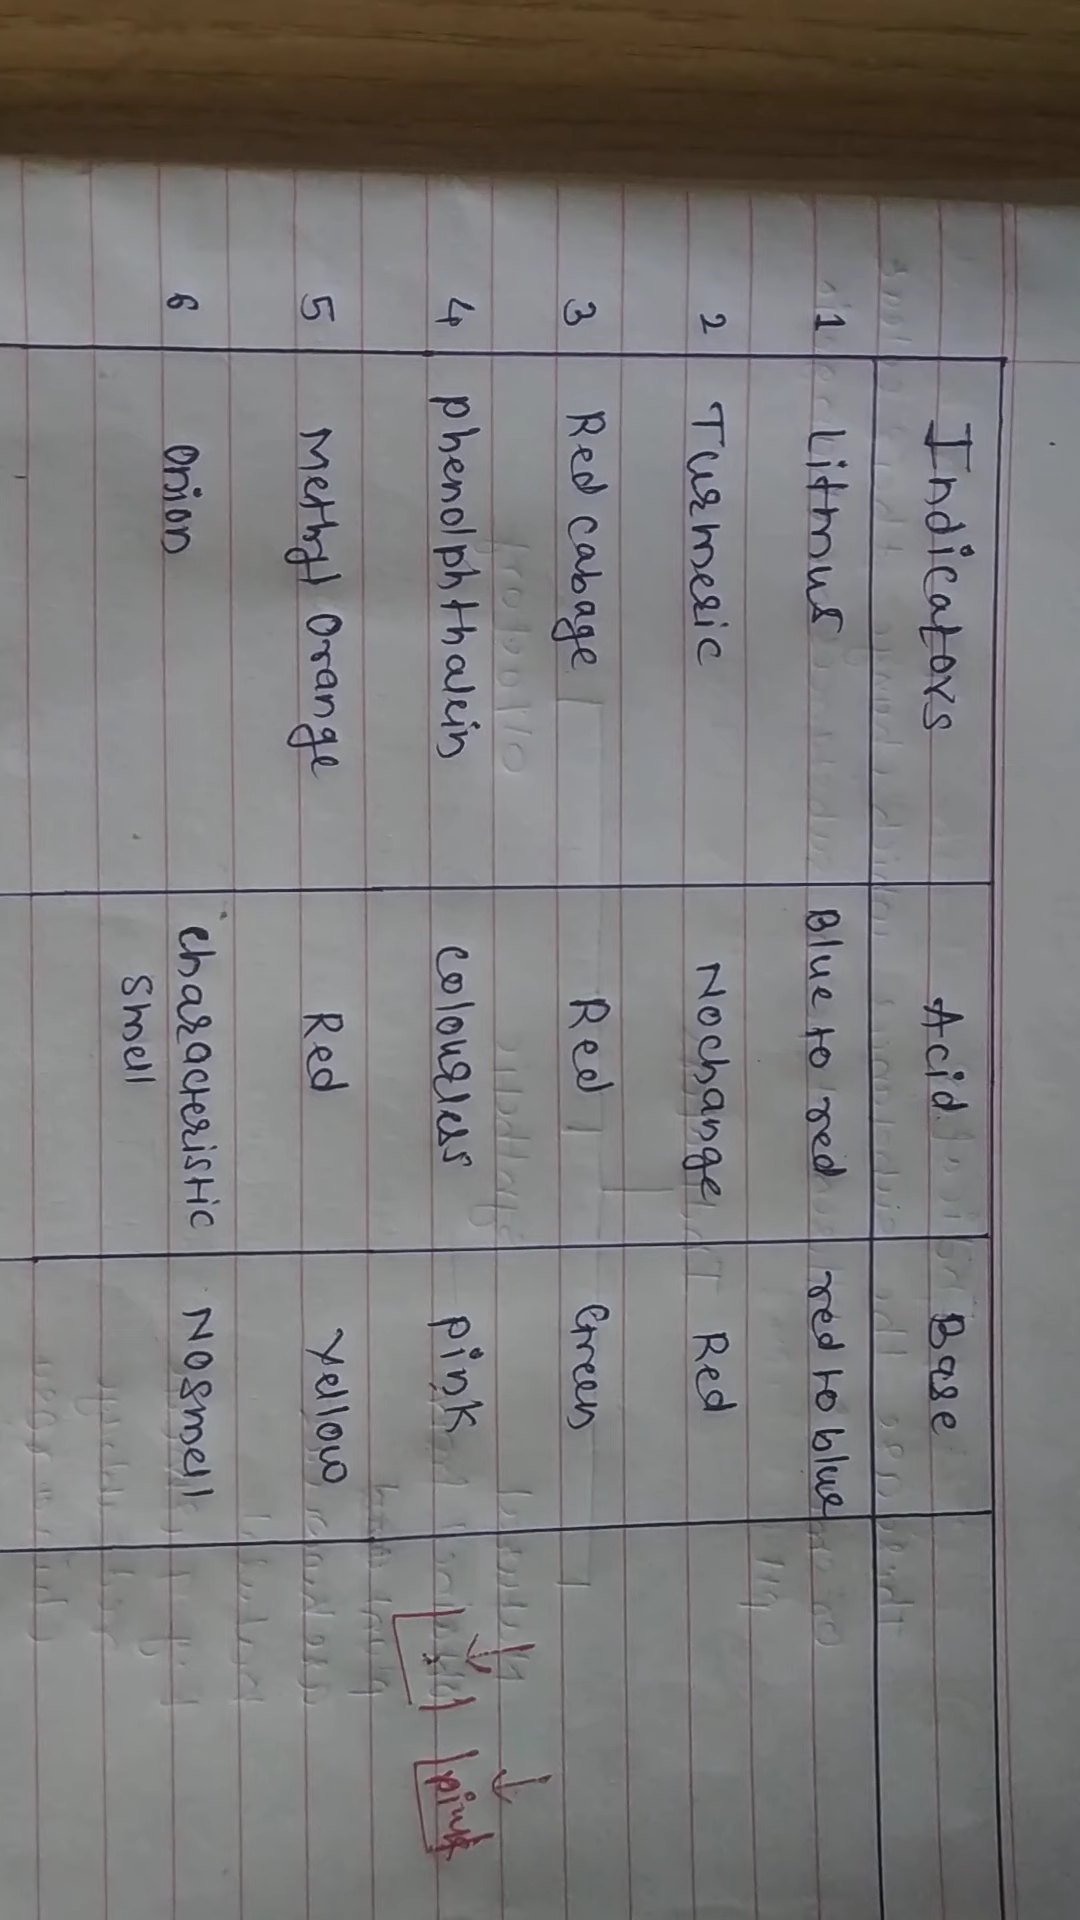 Indicators Acid Base
1 Litmus Blue to red red to blue
2 Turmeric No change Red
3 Red cabage Red Green
4 phenolphthalein colourless pink
5 Methyl Orange Red Yellow
6 Onion characteristic No smell
smell
pink